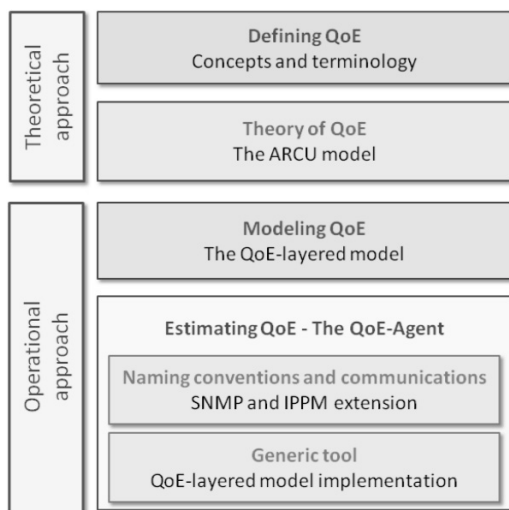 Theoretical
approach
Defining QoE
Concepts and terminology
Theory of QoE
The ARCU model
Operational
approach
Modeling QoE
The QoE-layered model
Estimating QoE - The QoE-Agent
Naming conventions and communications
SNMP and IPPM extension
Generic tool
QoE-layered model implementation